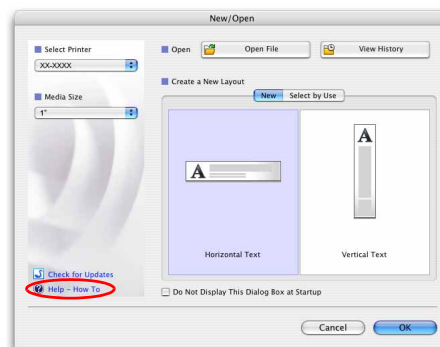 New/Open
Select Printer
XX-XXXX
Media Size
1"
Check for Updates
Help - How To
Open
Open File
View History
Create a New Layout
New
Select by Use
A
Horizontal Text
A
Vertical Text
Do Not Display This Dialog Box at Startup
Cancel
OK